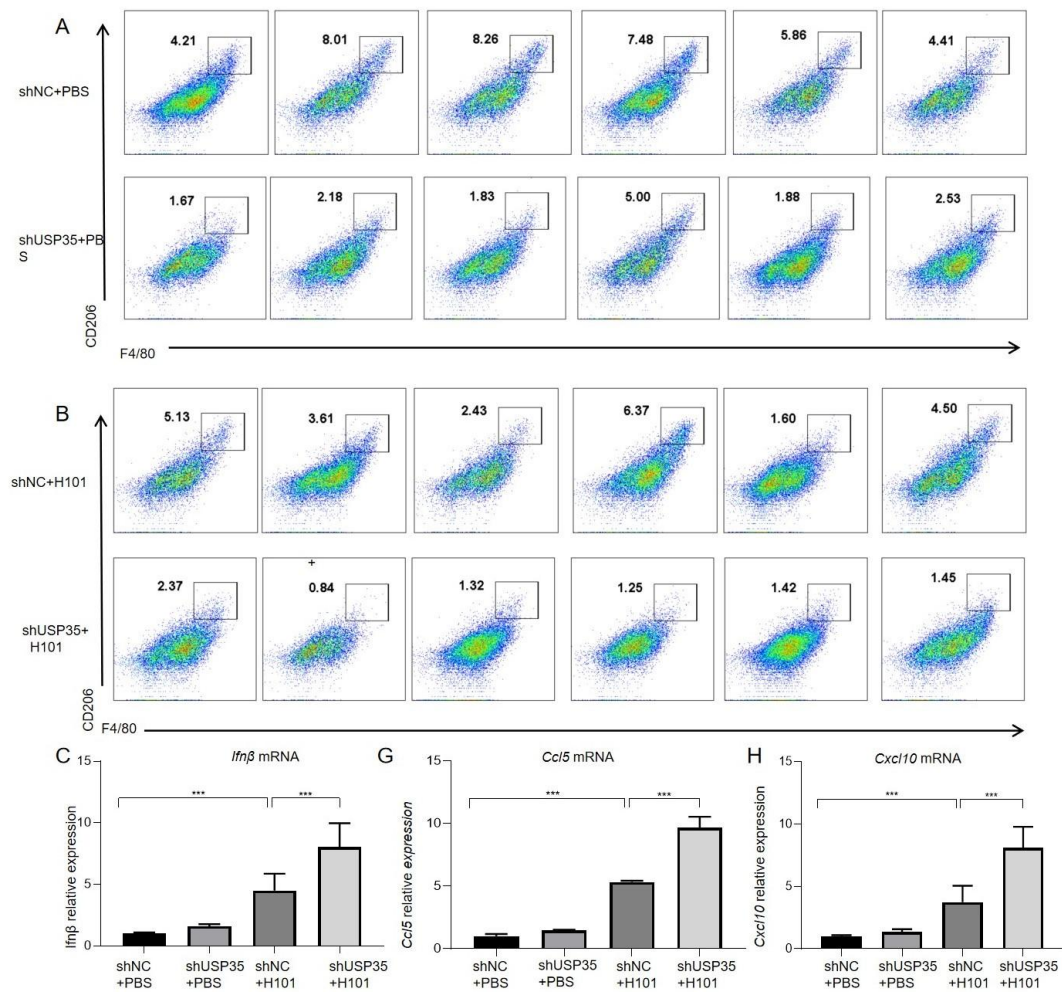 A
4.21 8.01 8.26 7.48 5.86 4.41
shNC+PBS
1.67 2.18 1.83 5.00 1.88 2.53
shUSP35+PB
S
CD206
F4/80
B
5.13 3.61 2.43 6.37 1.60 4.50
shNC+H101
+
2.37 0.84 1.32 1.25 1.42 1.45
shUSP35+
H101
CD206
F4/80
C
Ifnβ mRNA
Ifnβ relative expression
15
10
5
0
*** ***
shNC
+PBS
shUSP35
+PBS
shNC
+H101
shUSP35
+H101
G
Ccl5 mRNA
Ccl5 relative expression
15
10
5
0
*** ***
shNC
+PBS
shUSP35
+PBS
shNC
+H101
shUSP35
+H101
H
Cxcl10 mRNA
Cxcl10 relative expression
15
10
5
0
*** ***
shNC
+PBS
shUSP35
+PBS
shNC
+H101
shUSP35
+H101